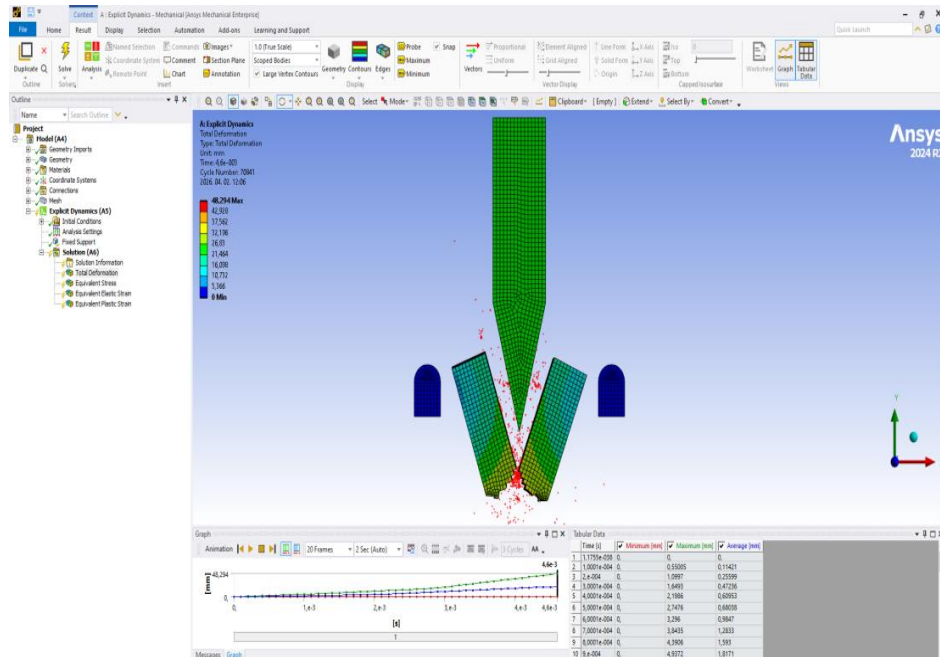 Context A : Explicit Dynamics - Mechanical [Ansys Mechanical Enterprise]
File Home Result Display Selection Automation Add-ons Learning and Support Quick Launch
Named Selection Commands Images* 1.0 (True Scale) Probe Snap Proportional Element Aligned Line Form X Axis Iso 0
Coordinate System Comment Section Plane Scoped Bodies Maximum Uniform Grid Aligned Solid Form Y Axis Top
Duplicate Solve Analysis Remote Point Chart Annotation Large Vertex Contours Geometry Contours Edges Minimum Vectors Origin Z Axis Bottom Worksheet Graph Tabular Data
Outline Solver Insert Display Vector Display Capped Isosurface Views
Outline
Name Search Outline
Select Mode Clipboard [Empty] Extend Select By Convert
Project
Model (A4)
Geometry Imports
Geometry
Materials
Coordinate Systems
Connections
Mesh
Explicit Dynamics (A5)
Initial Conditions
Analysis Settings
Fixed Support
Solution (A6)
Solution Information
Total Deformation
Equivalent Stress
Equivalent Elastic Strain
Equivalent Plastic Strain
A: Explicit Dynamics
Total Deformation
Type: Total Deformation
Unit: mm
Time: 4,6e-003
Cycle Number: 70841
2026. 04. 02. 12:06
48,294 Max
42,928
37,562
32,196
26,83
21,464
16,098
10,732
5,366
0 Min
Ansys
2024 R
Y
Graph
Animation 20 Frames 2 Sec (Auto) 3 Cycles AA
4,6e-3
48,294
[mm]
0,
0, 1,e-3 2,e-3 3,e-3 4,e-3 4,6e-3
[s]
1
Messages Graph
Tabular Data
Time [s] Minimum [mm] Maximum [mm] Average [mm]
1 1,1755e-038 0, 0, 0,
2 1,0001e-004 0, 0,55005 0,11421
3 2,e-004 0, 1,0997 0,25599
4 3,0001e-004 0, 1,6493 0,47236
5 4,0001e-004 0, 2,1986 0,60953
6 5,0001e-004 0, 2,7476 0,68038
7 6,0001e-004 0, 3,296 0,9847
8 7,0001e-004 0, 3,8435 1,2833
9 8,0001e-004 0, 4,3906 1,593
10 9,e-004 0, 4,9372 1,8171